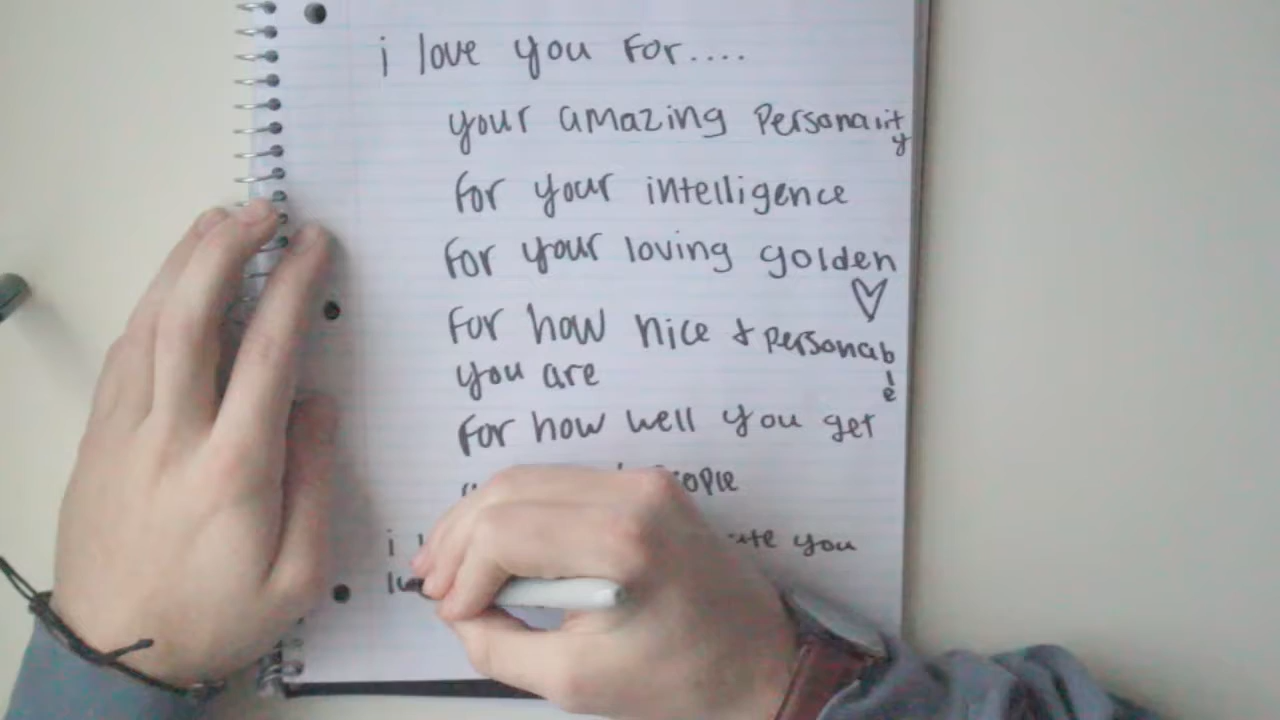 i love you for....
your amazing Personality
for your intelligence
for your loving golden
♡
for how nice & personable
you are
for how well you get
i
you